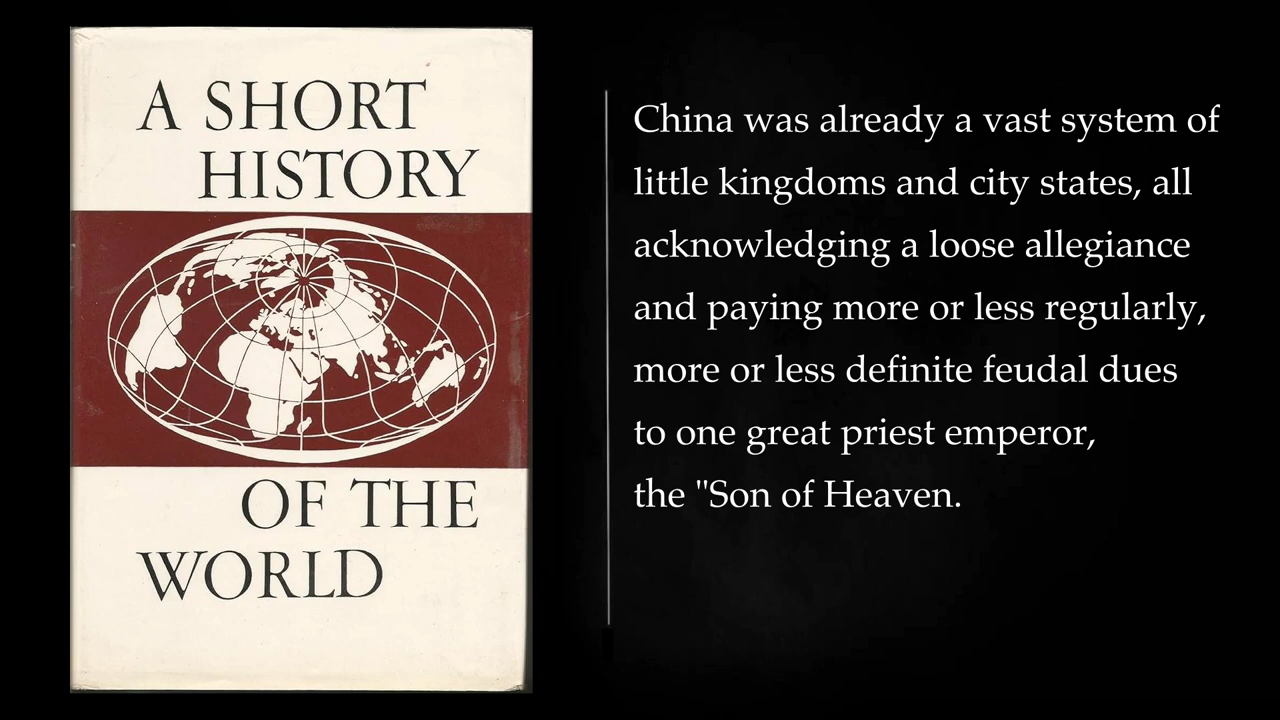 A SHORT
HISTORY
OF THE
WORLD
China was already a vast system of
little kingdoms and city states, all
acknowledging a loose allegiance
and paying more or less regularly,
more or less definite feudal dues
to one great priest emperor,
the "Son of Heaven.